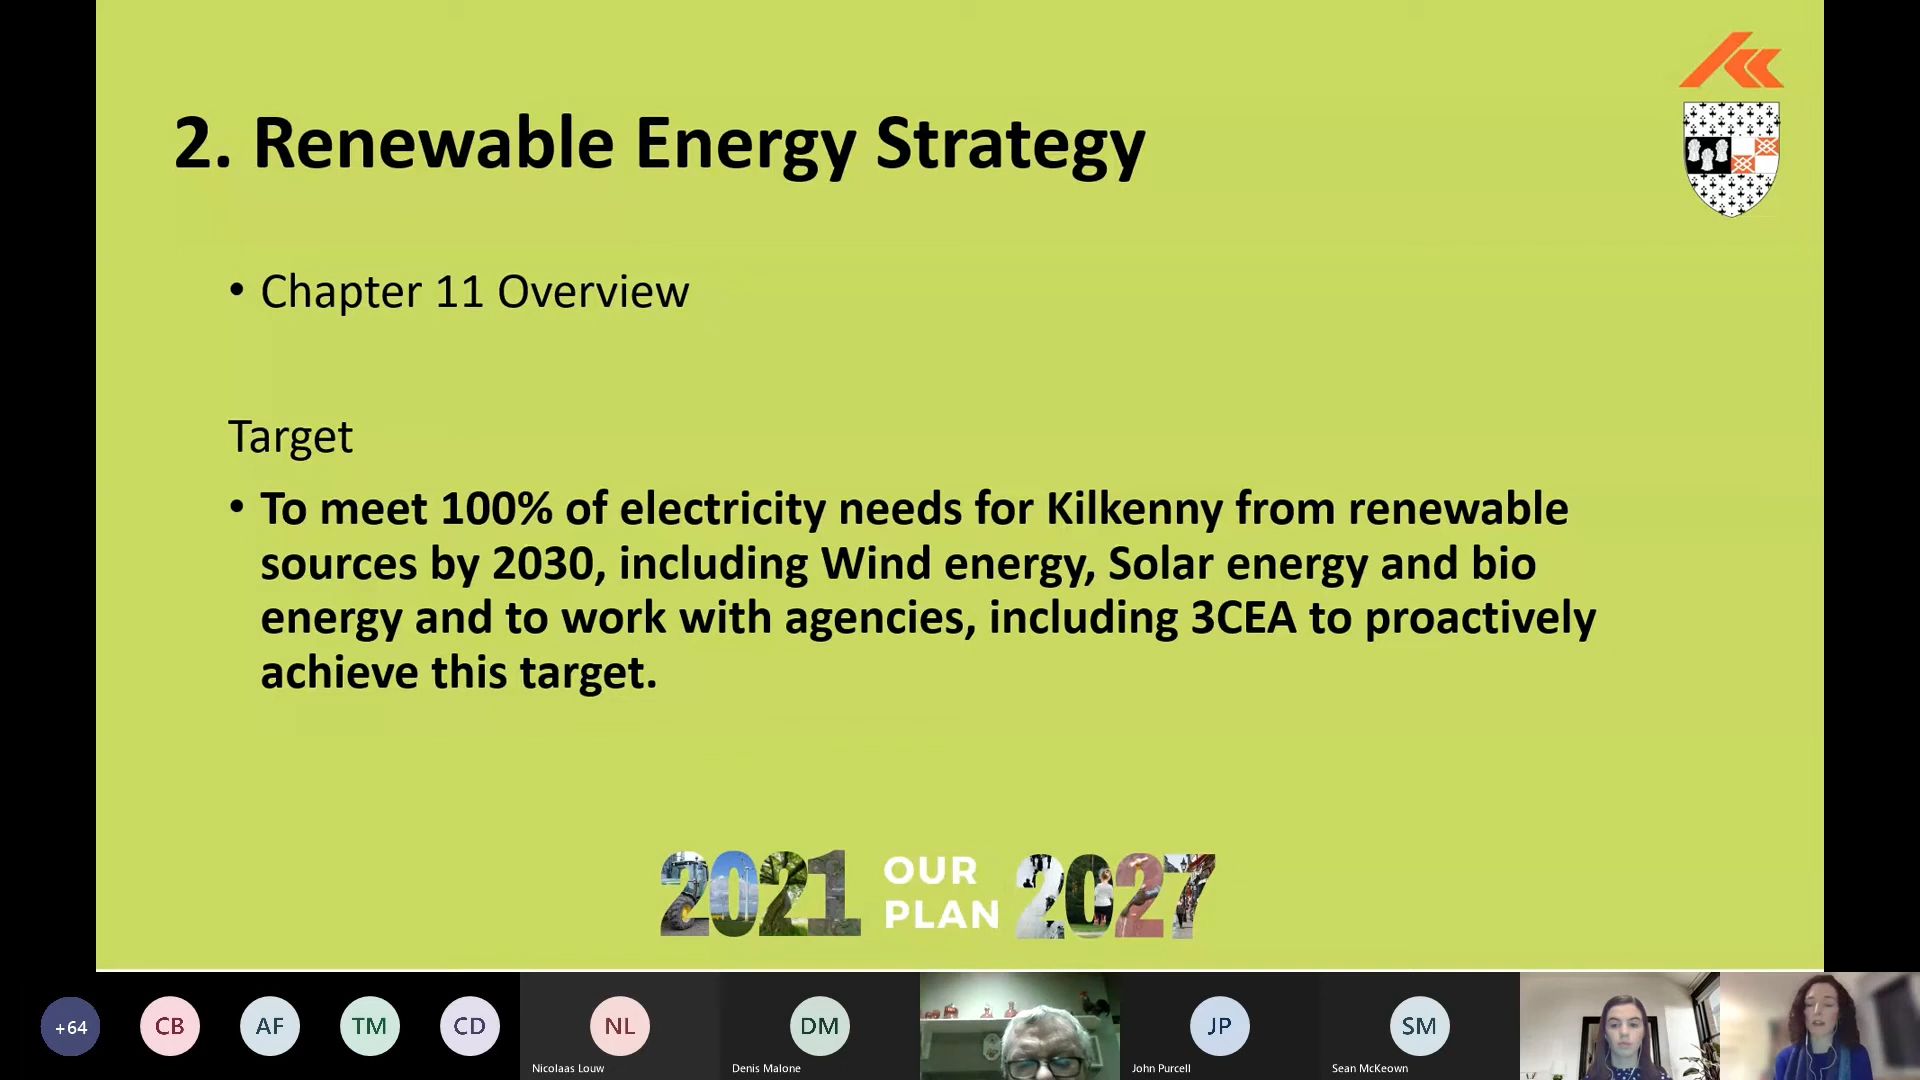 2. Renewable Energy Strategy
• Chapter 11 Overview
Target
• To meet 100% of electricity needs for Kilkenny from renewable
sources by 2030, including Wind energy, Solar energy and bio
energy and to work with agencies, including 3CEA to proactively
achieve this target.
2021 OUR PLAN 2027
+64 CB AF TM CD NL DM JP SM
Nicolaas Louw Denis Malone John Purcell Sean McKeown